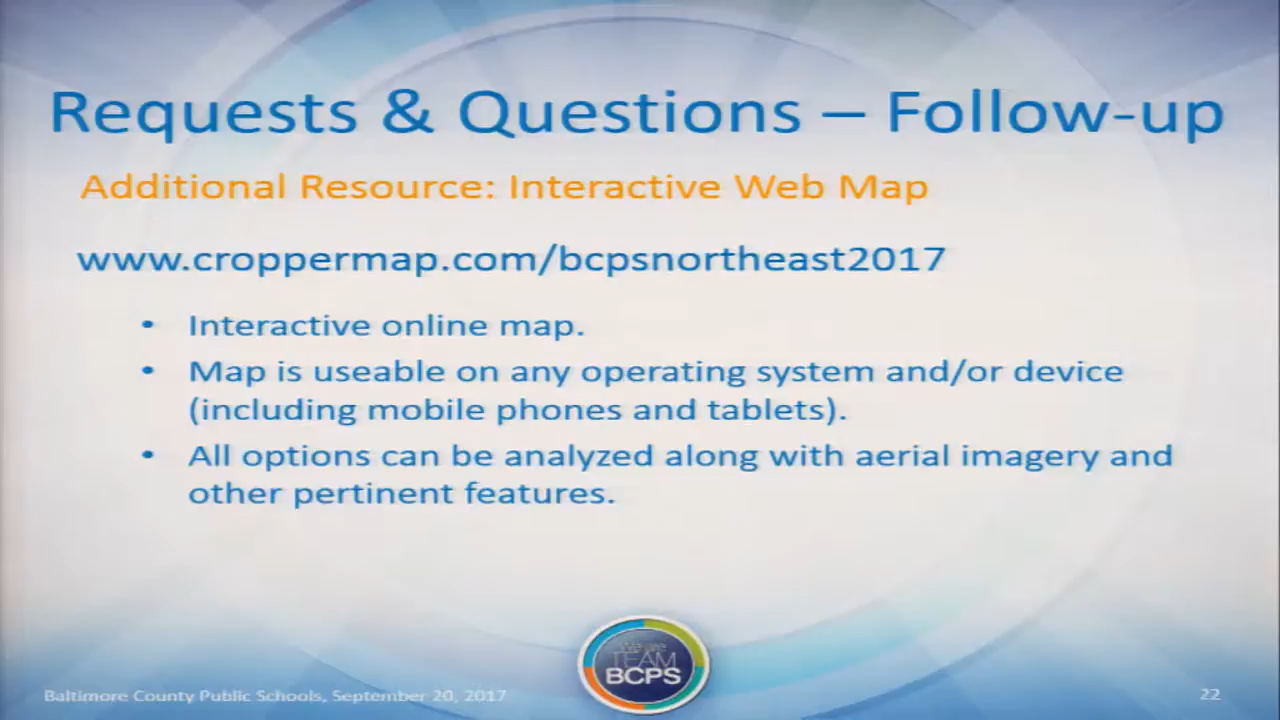 Requests & Questions – Follow-up
Additional Resource: Interactive Web Map
www.croppermap.com/bcpsnortheast2017
• Interactive online map.
• Map is useable on any operating system and/or device
(including mobile phones and tablets).
• All options can be analyzed along with aerial imagery and
other pertinent features.
We are
TEAM
BCPS
Baltimore County Public Schools, September 20, 2017
22